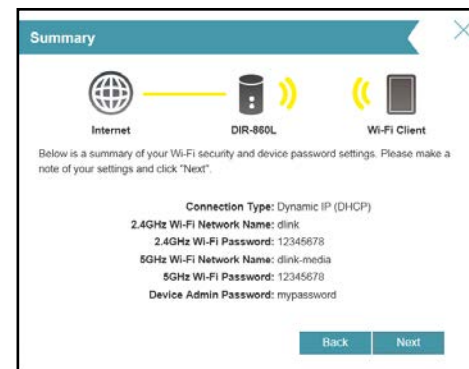 Summary
Internet DIR-860L Wi-Fi Client
Below is a summary of your Wi-Fi security and device password settings. Please make a
note of your settings and click "Next".
Connection Type: Dynamic IP (DHCP)
2.4GHz Wi-Fi Network Name: dlink
2.4GHz Wi-Fi Password: 12345678
5GHz Wi-Fi Network Name: dlink-media
5GHz Wi-Fi Password: 12345678
Device Admin Password: mypassword
Back Next